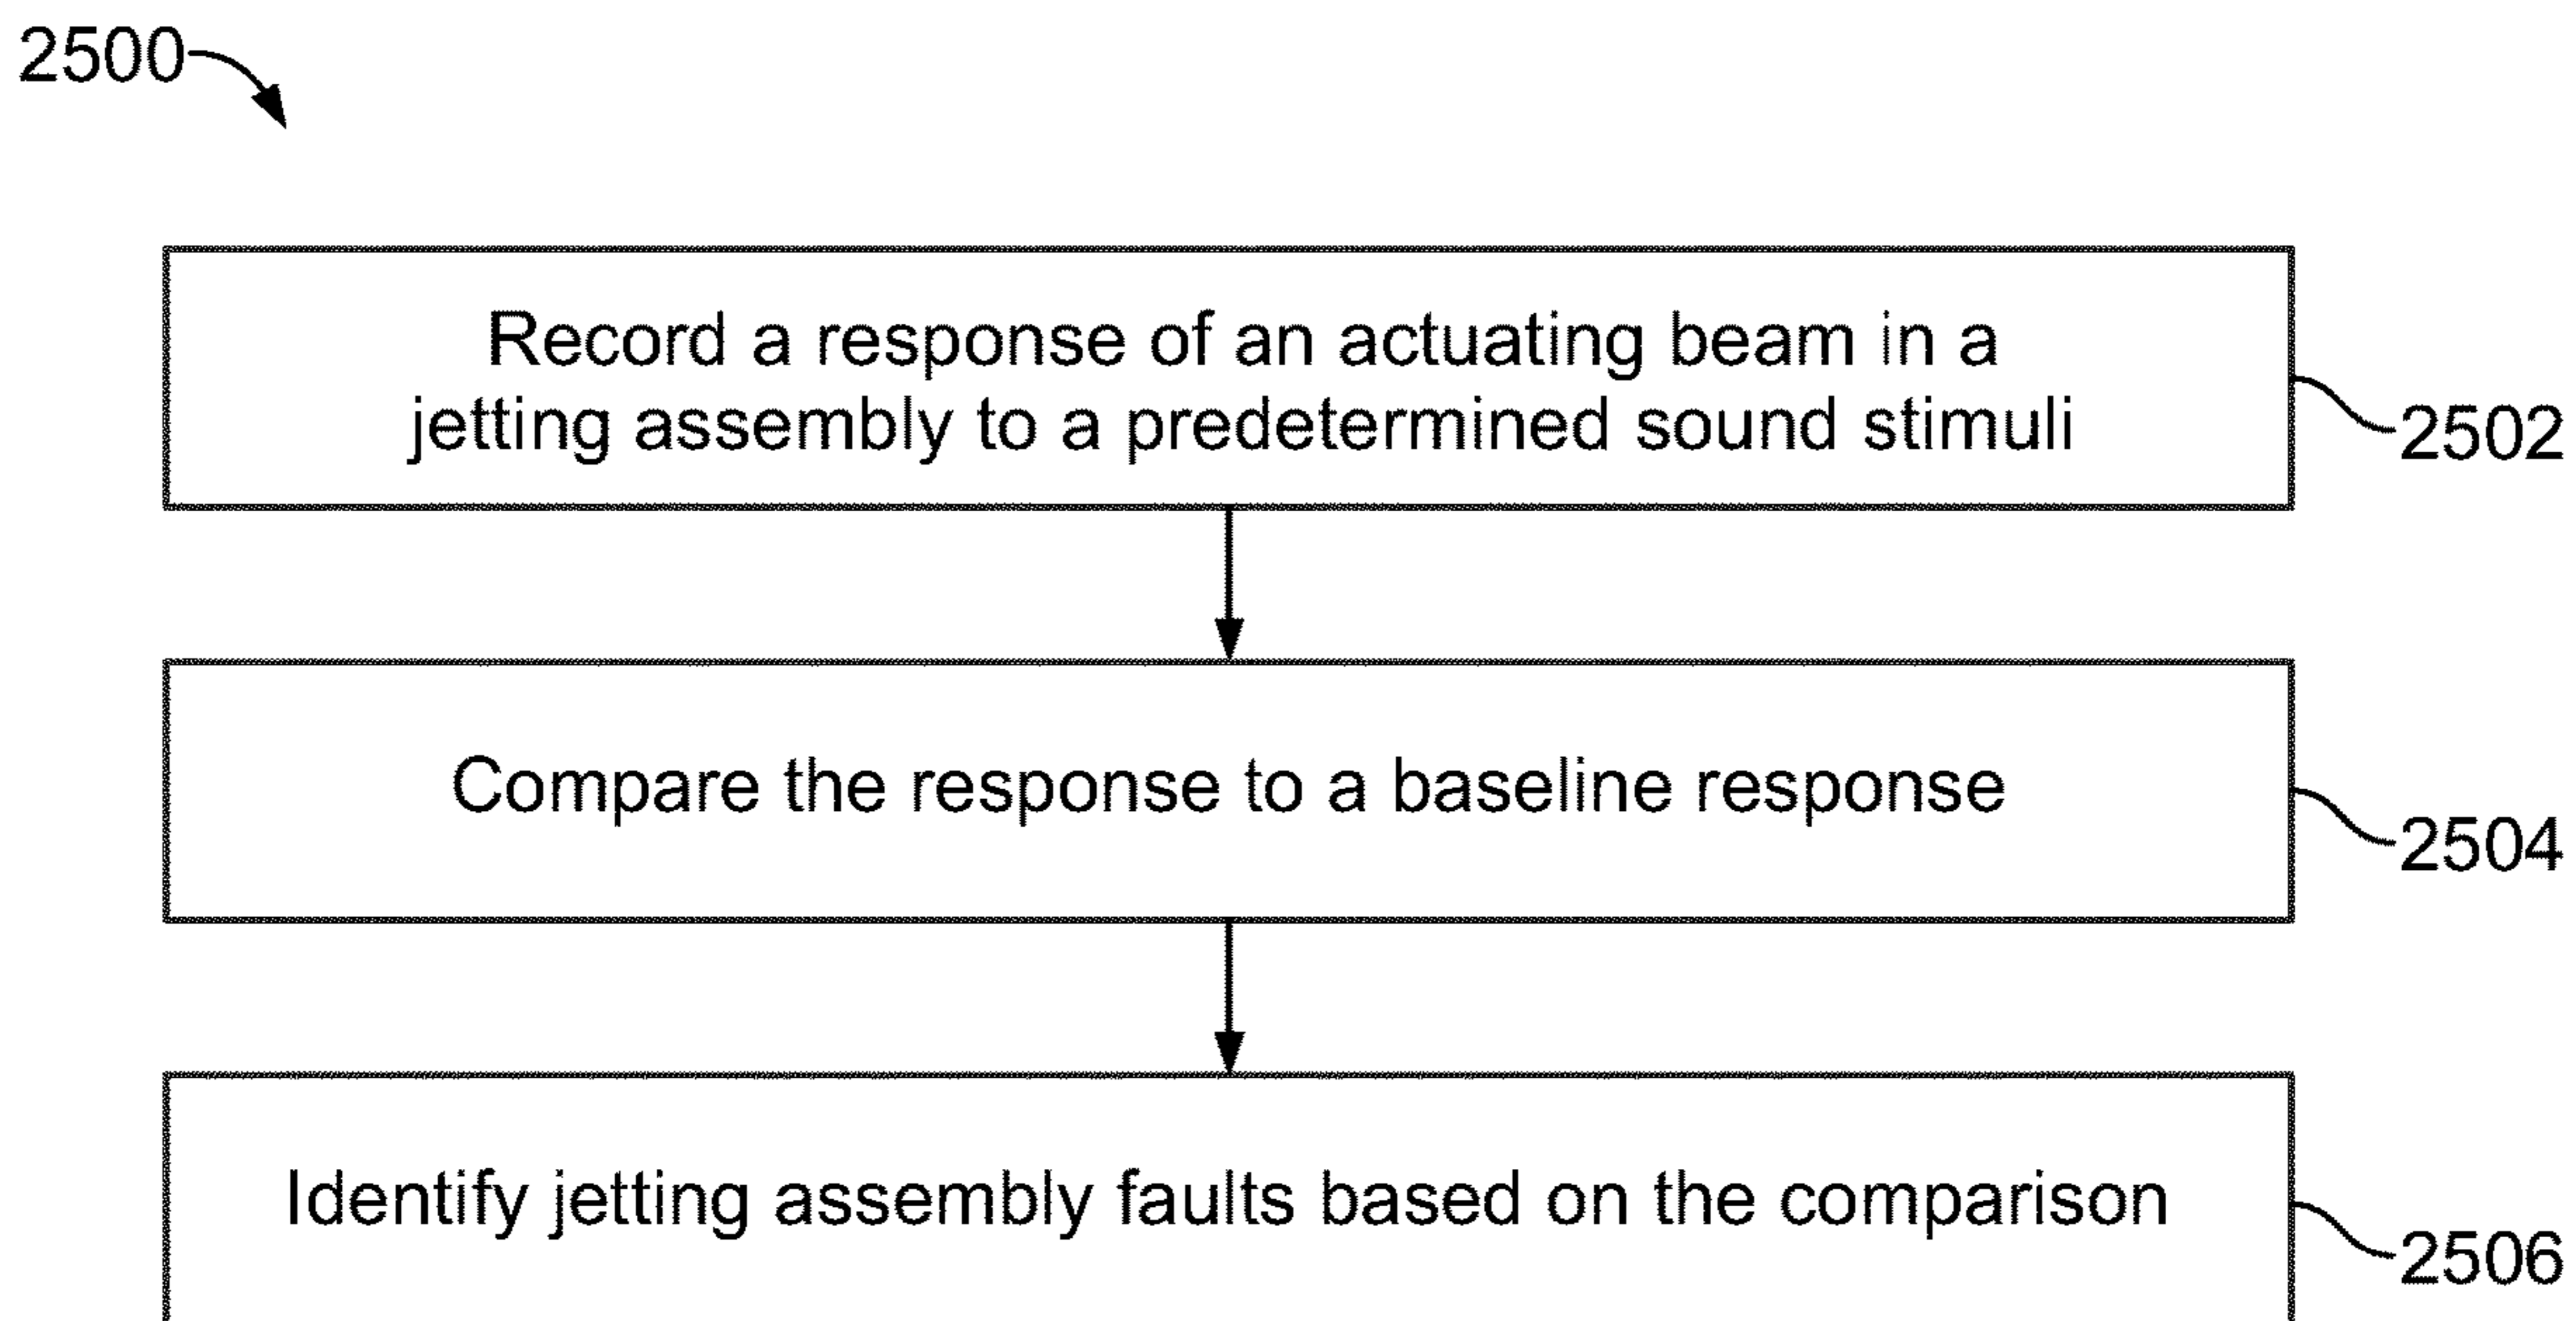 2500
Record a response of an actuating beam in a
jetting assembly to a predetermined sound stimuli
2502
Compare the response to a baseline response
2504
Identify jetting assembly faults based on the comparison
2506